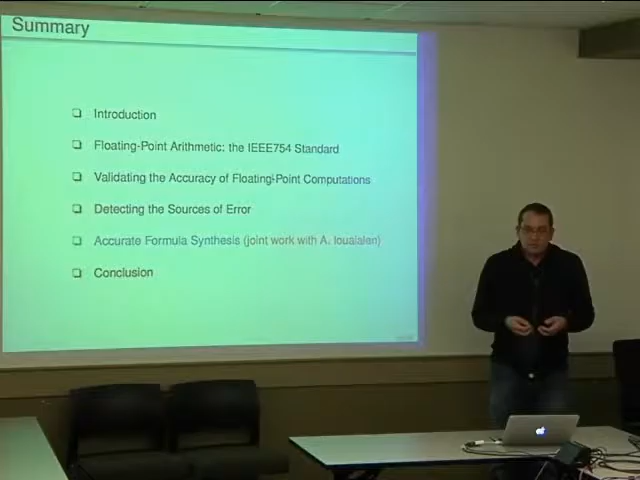 Summary
Introduction
Floating-Point Arithmetic: the IEEE754 Standard
Validating the Accuracy of Floating-Point Computations
Detecting the Sources of Error
Accurate Formula Synthesis (joint work with A. Ioualalen)
Conclusion